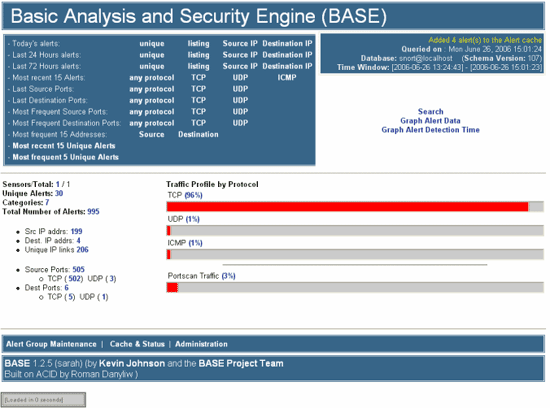 Basic Analysis and Security Engine (BASE)
- Today's alerts: unique listing Source IP Destination IP
- Last 24 Hours alerts: unique listing Source IP Destination IP
- Last 72 Hours alerts: unique listing Source IP Destination IP
- Most recent 15 Alerts: any protocol TCP UDP ICMP
- Last Source Ports: any protocol TCP UDP
- Last Destination Ports: any protocol TCP UDP
- Most Frequent Source Ports: any protocol TCP UDP
- Most Frequent Destination Ports: any protocol TCP UDP
- Most frequent 15 Addresses: Source Destination
- Most recent 15 Unique Alerts
- Most frequent 5 Unique Alerts
Added 4 alert(s) to the Alert cache
Queried on : Mon June 26, 2006 15:01:24
Database: snort@localhost (Schema Version: 107)
Time Window: [2006-06-26 13:24:43] - [2006-06-26 15:01:23]
Search
Graph Alert Data
Graph Alert Detection Time
Sensors/Total: 1 / 1
Unique Alerts: 30
Categories: 7
Total Number of Alerts: 995
• Src IP addrs: 199
• Dest. IP addrs: 4
• Unique IP links 206
• Source Ports: 505
○ TCP ( 502) UDP ( 3)
• Dest Ports: 6
○ TCP ( 5) UDP ( 1)
Traffic Profile by Protocol
TCP (96%)
UDP (1%)
ICMP (1%)
Portscan Traffic (3%)
Alert Group Maintenance | Cache & Status | Administration
BASE 1.2.5 (sarah) (by Kevin Johnson and the BASE Project Team
Built on ACID by Roman Danyliw )
[Loaded in 0 seconds]